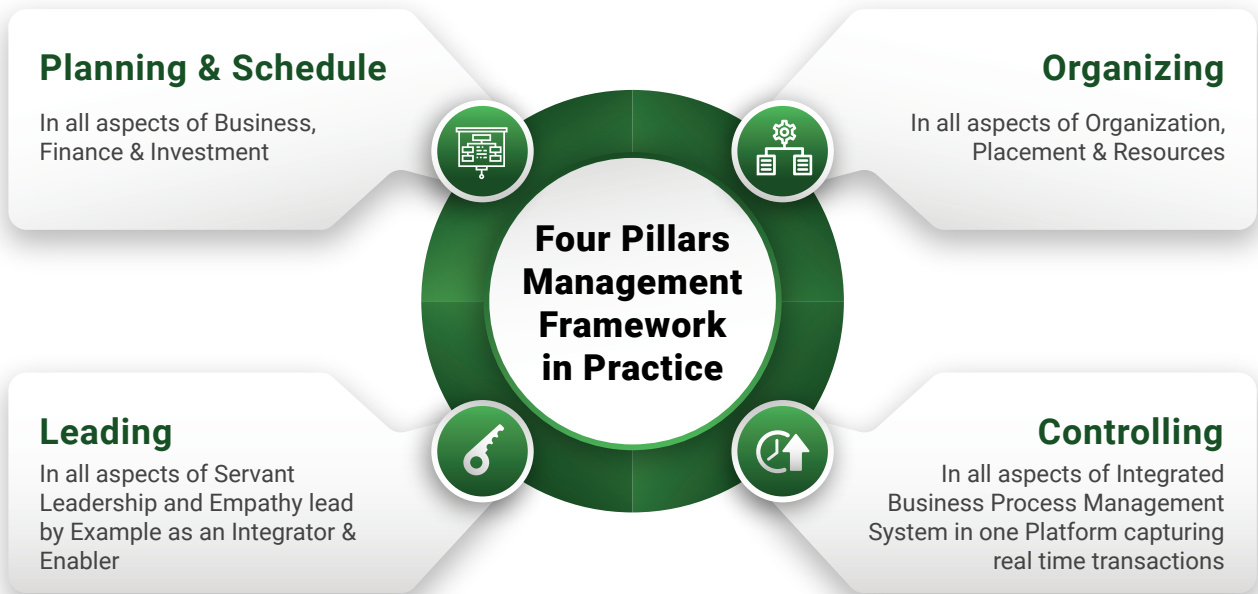 Planning & Schedule
In all aspects of Business,
Finance & Investment
Organizing
In all aspects of Organization,
Placement & Resources
Four Pillars
Management
Framework
in Practice
Leading
In all aspects of Servant
Leadership and Empathy lead
by Example as an Integrator &
Enabler
Controlling
In all aspects of Integrated
Business Process Management
System in one Platform capturing
real time transactions